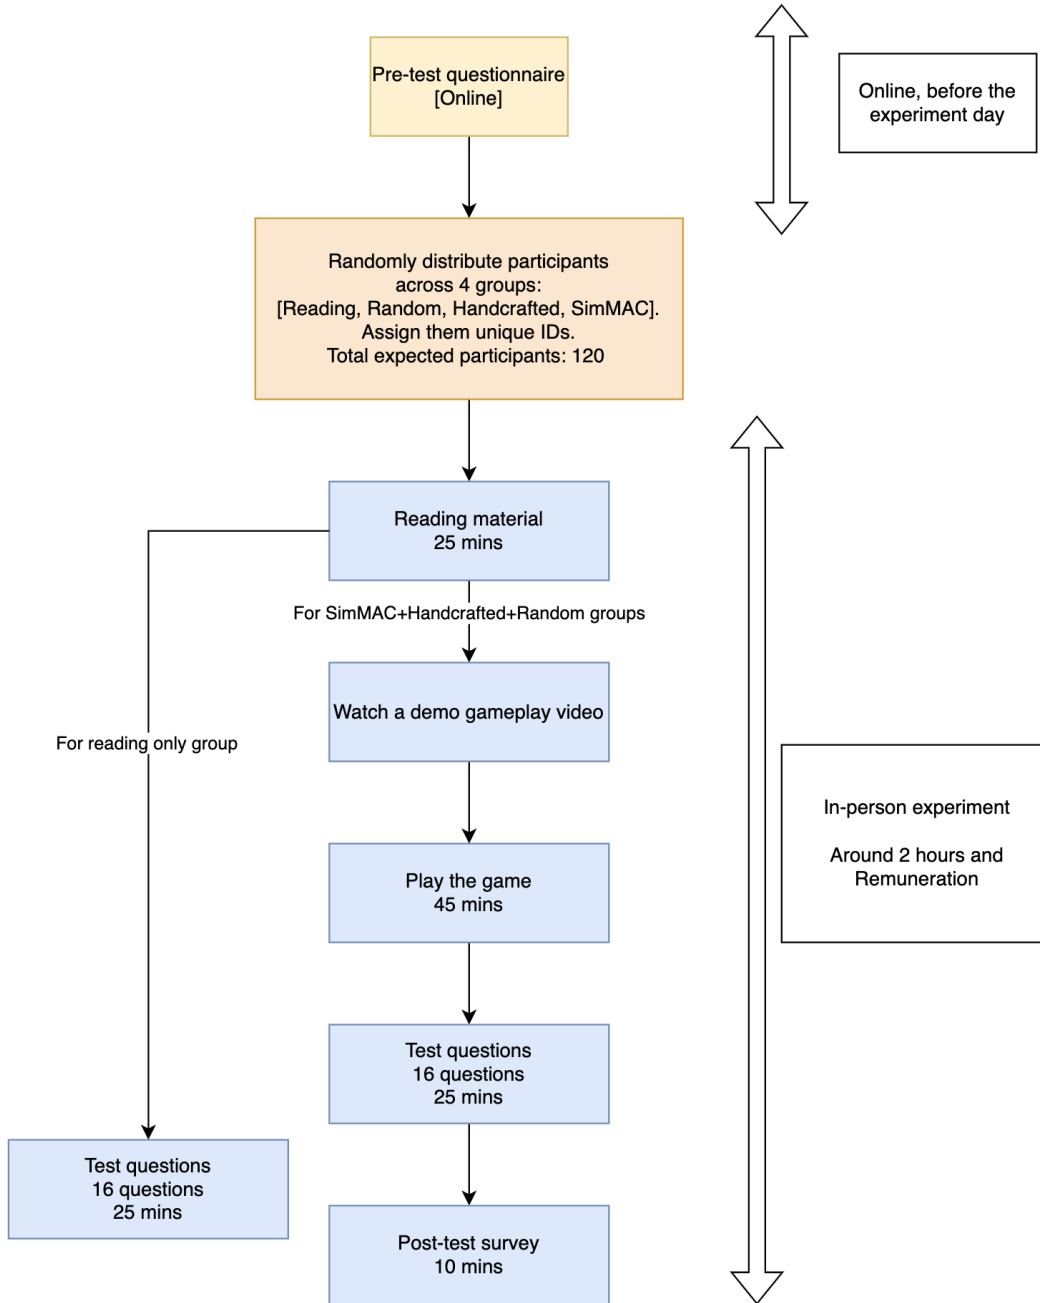 Pre-test questionnaire
[Online]
Online, before the
experiment day
Randomly distribute participants
across 4 groups:
[Reading, Random, Handcrafted, SimMAC].
Assign them unique IDs.
Total expected participants: 120
Reading material
25 mins
For SimMAC+Handcrafted+Random groups
Watch a demo gameplay video
For reading only group
In-person experiment
Around 2 hours and
Remuneration
Play the game
45 mins
Test questions
16 questions
25 mins
Test questions
16 questions
25 mins
Post-test survey
10 mins